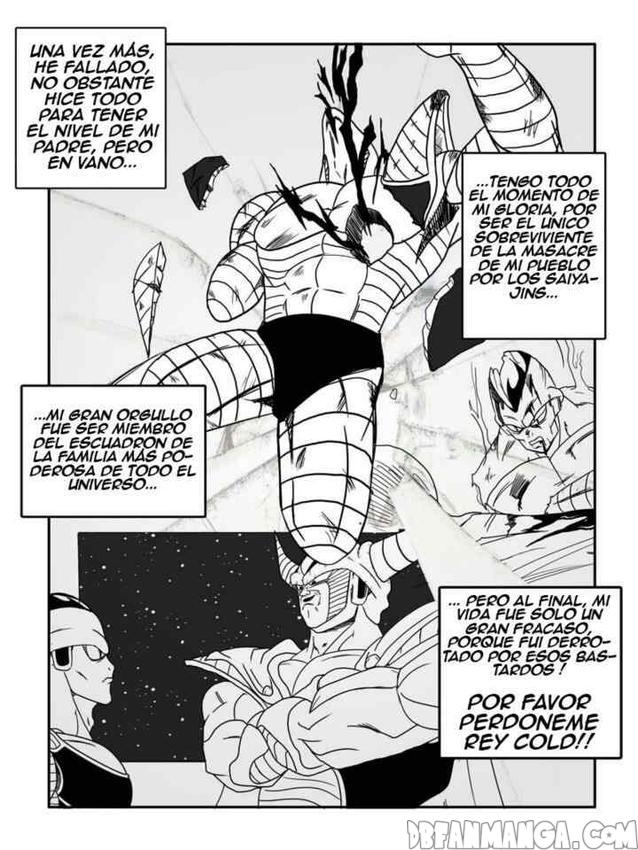 UNA VEZ MÁS,
HE FALLADO,
NO OBSTANTE
HICE TODO
PARA TENER
EL NIVEL DE MI
PADRE, PERO
EN VANO...
...TENGO TODO
EL MOMENTO DE
MI GLORIA, POR
SER EL UNICO
SOBREVIVIENTE
DE LA MASACRE
DE MI PUEBLO
POR LOS SAIYA-
JINS...
...MI GRAN ORGULLO
FUE SER MIEMBRO
DEL ESCUADRON DE
LA FAMILIA MÁS PO-
DEROSA DE TODO EL
UNIVERSO...
... PERO AL FINAL, MI
VIDA FUE SOLO UN
GRAN FRACASO,
PORQUE FUI DERRO-
TADO POR ESOS BAS-
TARDOS!
POR FAVOR
PERDONEME
REY COLD!!
DBFANMANGA.COM